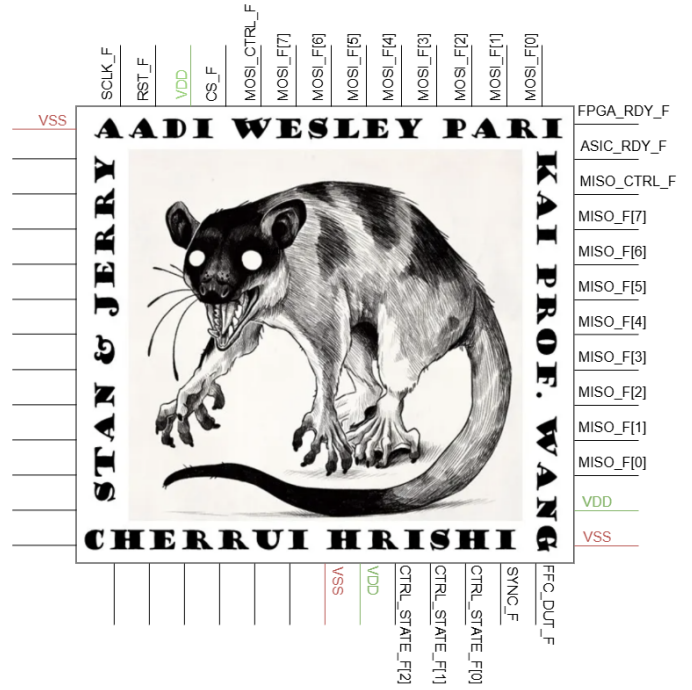 SCLK_F
RST_F
VDD
CS_F
MOSI_CTRL_F
MOSI_F[7]
MOSI_F[6]
MOSI_F[5]
MOSI_F[4]
MOSI_F[3]
MOSI_F[2]
MOSI_F[1]
MOSI_F[0]
VSS
AADI WESLEY PARI
STAN & JERRY
KAI PROF. WANG
CHERRUI HRISHI
FPGA_RDY_F
ASIC_RDY_F
MISO_CTRL_F
MISO_F[7]
MISO_F[6]
MISO_F[5]
MISO_F[4]
MISO_F[3]
MISO_F[2]
MISO_F[1]
MISO_F[0]
VDD
VSS
VSS
VDD
CTRL_STATE_F[2]
CTRL_STATE_F[1]
CTRL_STATE_F[0]
SYNC_F
FFC_DUT_F